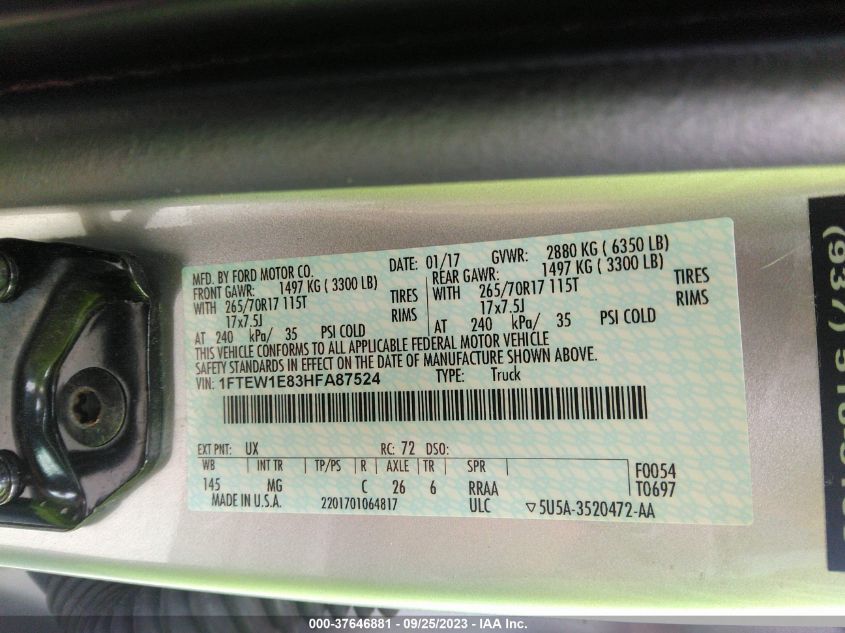 MFD. BY FORD MOTOR CO.
DATE: 01/17 GVWR: 2880 KG ( 6350 LB)
FRONT GAWR: 1497 KG ( 3300 LB)
REAR GAWR: 1497 KG ( 3300 LB)
WITH 265/70R17 115T TIRES
WITH 265/70R17 115T TIRES
17x7.5J RIMS
17x7.5J RIMS
AT 240 kPa/ 35 PSI COLD
AT 240 kPa/ 35 PSI COLD
THIS VEHICLE CONFORMS TO ALL APPLICABLE FEDERAL MOTOR VEHICLE
SAFETY STANDARDS IN EFFECT ON THE DATE OF MANUFACTURE SHOWN ABOVE.
VIN: 1FTEW1E83HFA87524 TYPE: Truck
EXT PNT: UX RC: 72 DSO:
WB INT TR TP/PS R AXLE TR SPR F0054
145 MG C 26 6 RRAA T0697
MADE IN U.S.A. 2201701064817 ULC ▽5U5A-3520472-AA
000-37646881 - 09/25/2023 - IAA Inc.